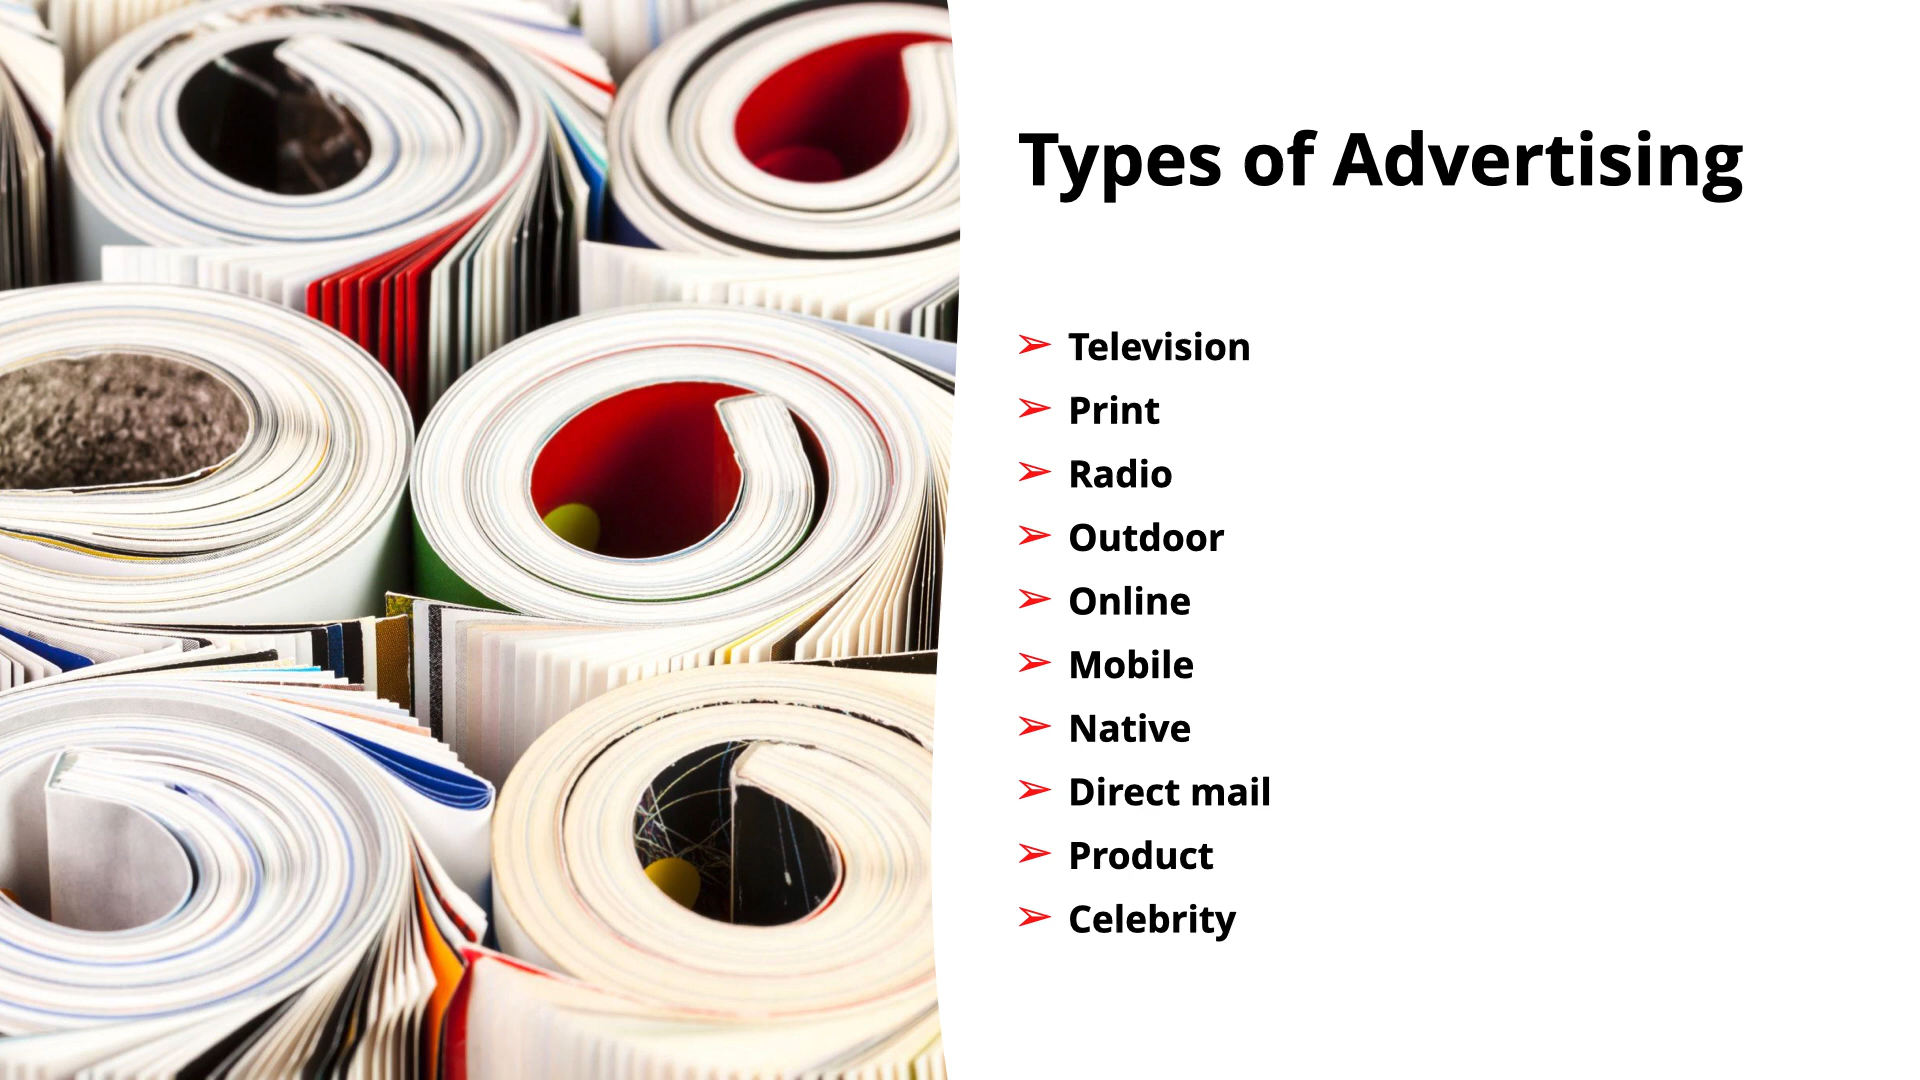 Types of Advertising
➢ Television
➢ Print
➢ Radio
➢ Outdoor
➢ Online
➢ Mobile
➢ Native
➢ Direct mail
➢ Product
➢ Celebrity